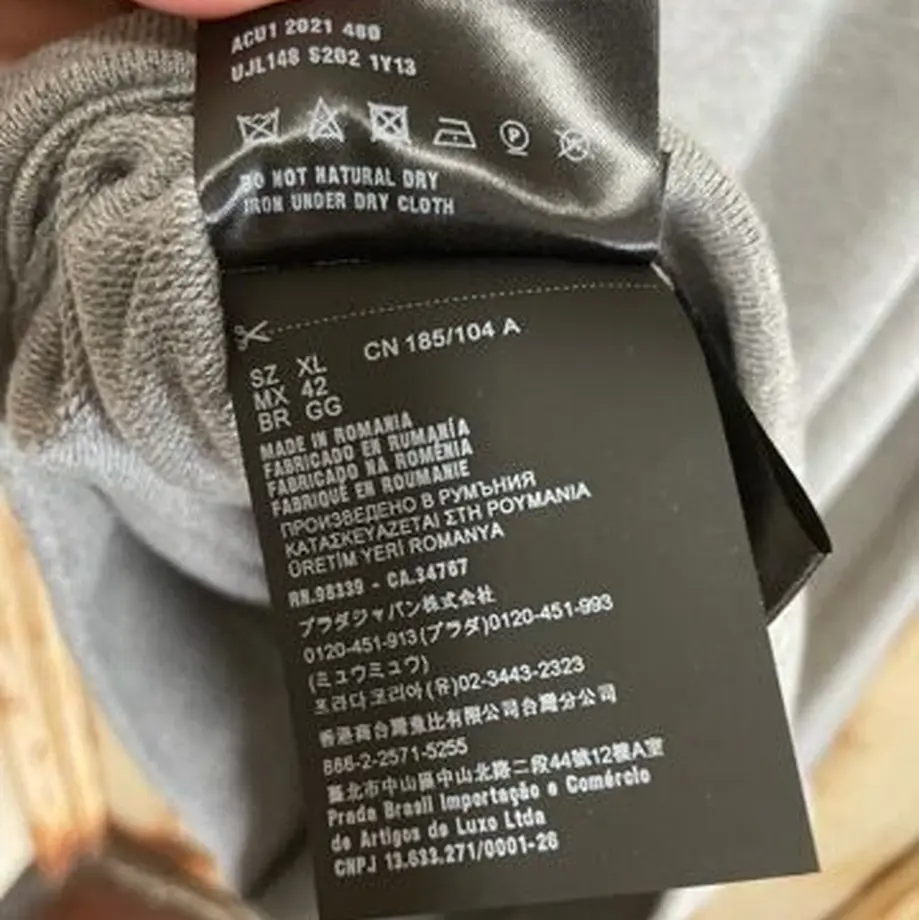 ACU1 2021 480
UJL148 S202 1Y13
P
DO NOT NATURAL DRY
IRON UNDER DRY CLOTH
SZ XL CN 185/104 A
MX 42
BR GG
MADE IN ROMANIA
FABRICADO EN RUMANÍA
FABRICADO NA ROMÊNIA
FABRIQUÉ EN ROUMANIE
ПРОИЗВЕДЕНО В РУМЪНИЯ
ΚΑΤΑΣΚΕΥΑΖΕΤΑΙ ΣΤΗ ΡΟΥΜΑΝΙΑ
ÜRETİM YERİ ROMANYA
RN.98339 - CA.34767
プラダジャパン株式会社
0120-451-913(プラダ)0120-451-993
(ミュウミュウ)
프라다 코리아(유)02-3443-2323
香港商台灣比有限公司台灣分公司
866-2-2571-5255
臺北市中山區中山北路二段44號12樓A室
Prada Brasil Importação e Comércio
de Artigos de Luxo Ltda
CNPJ 13.633.271/0001-26